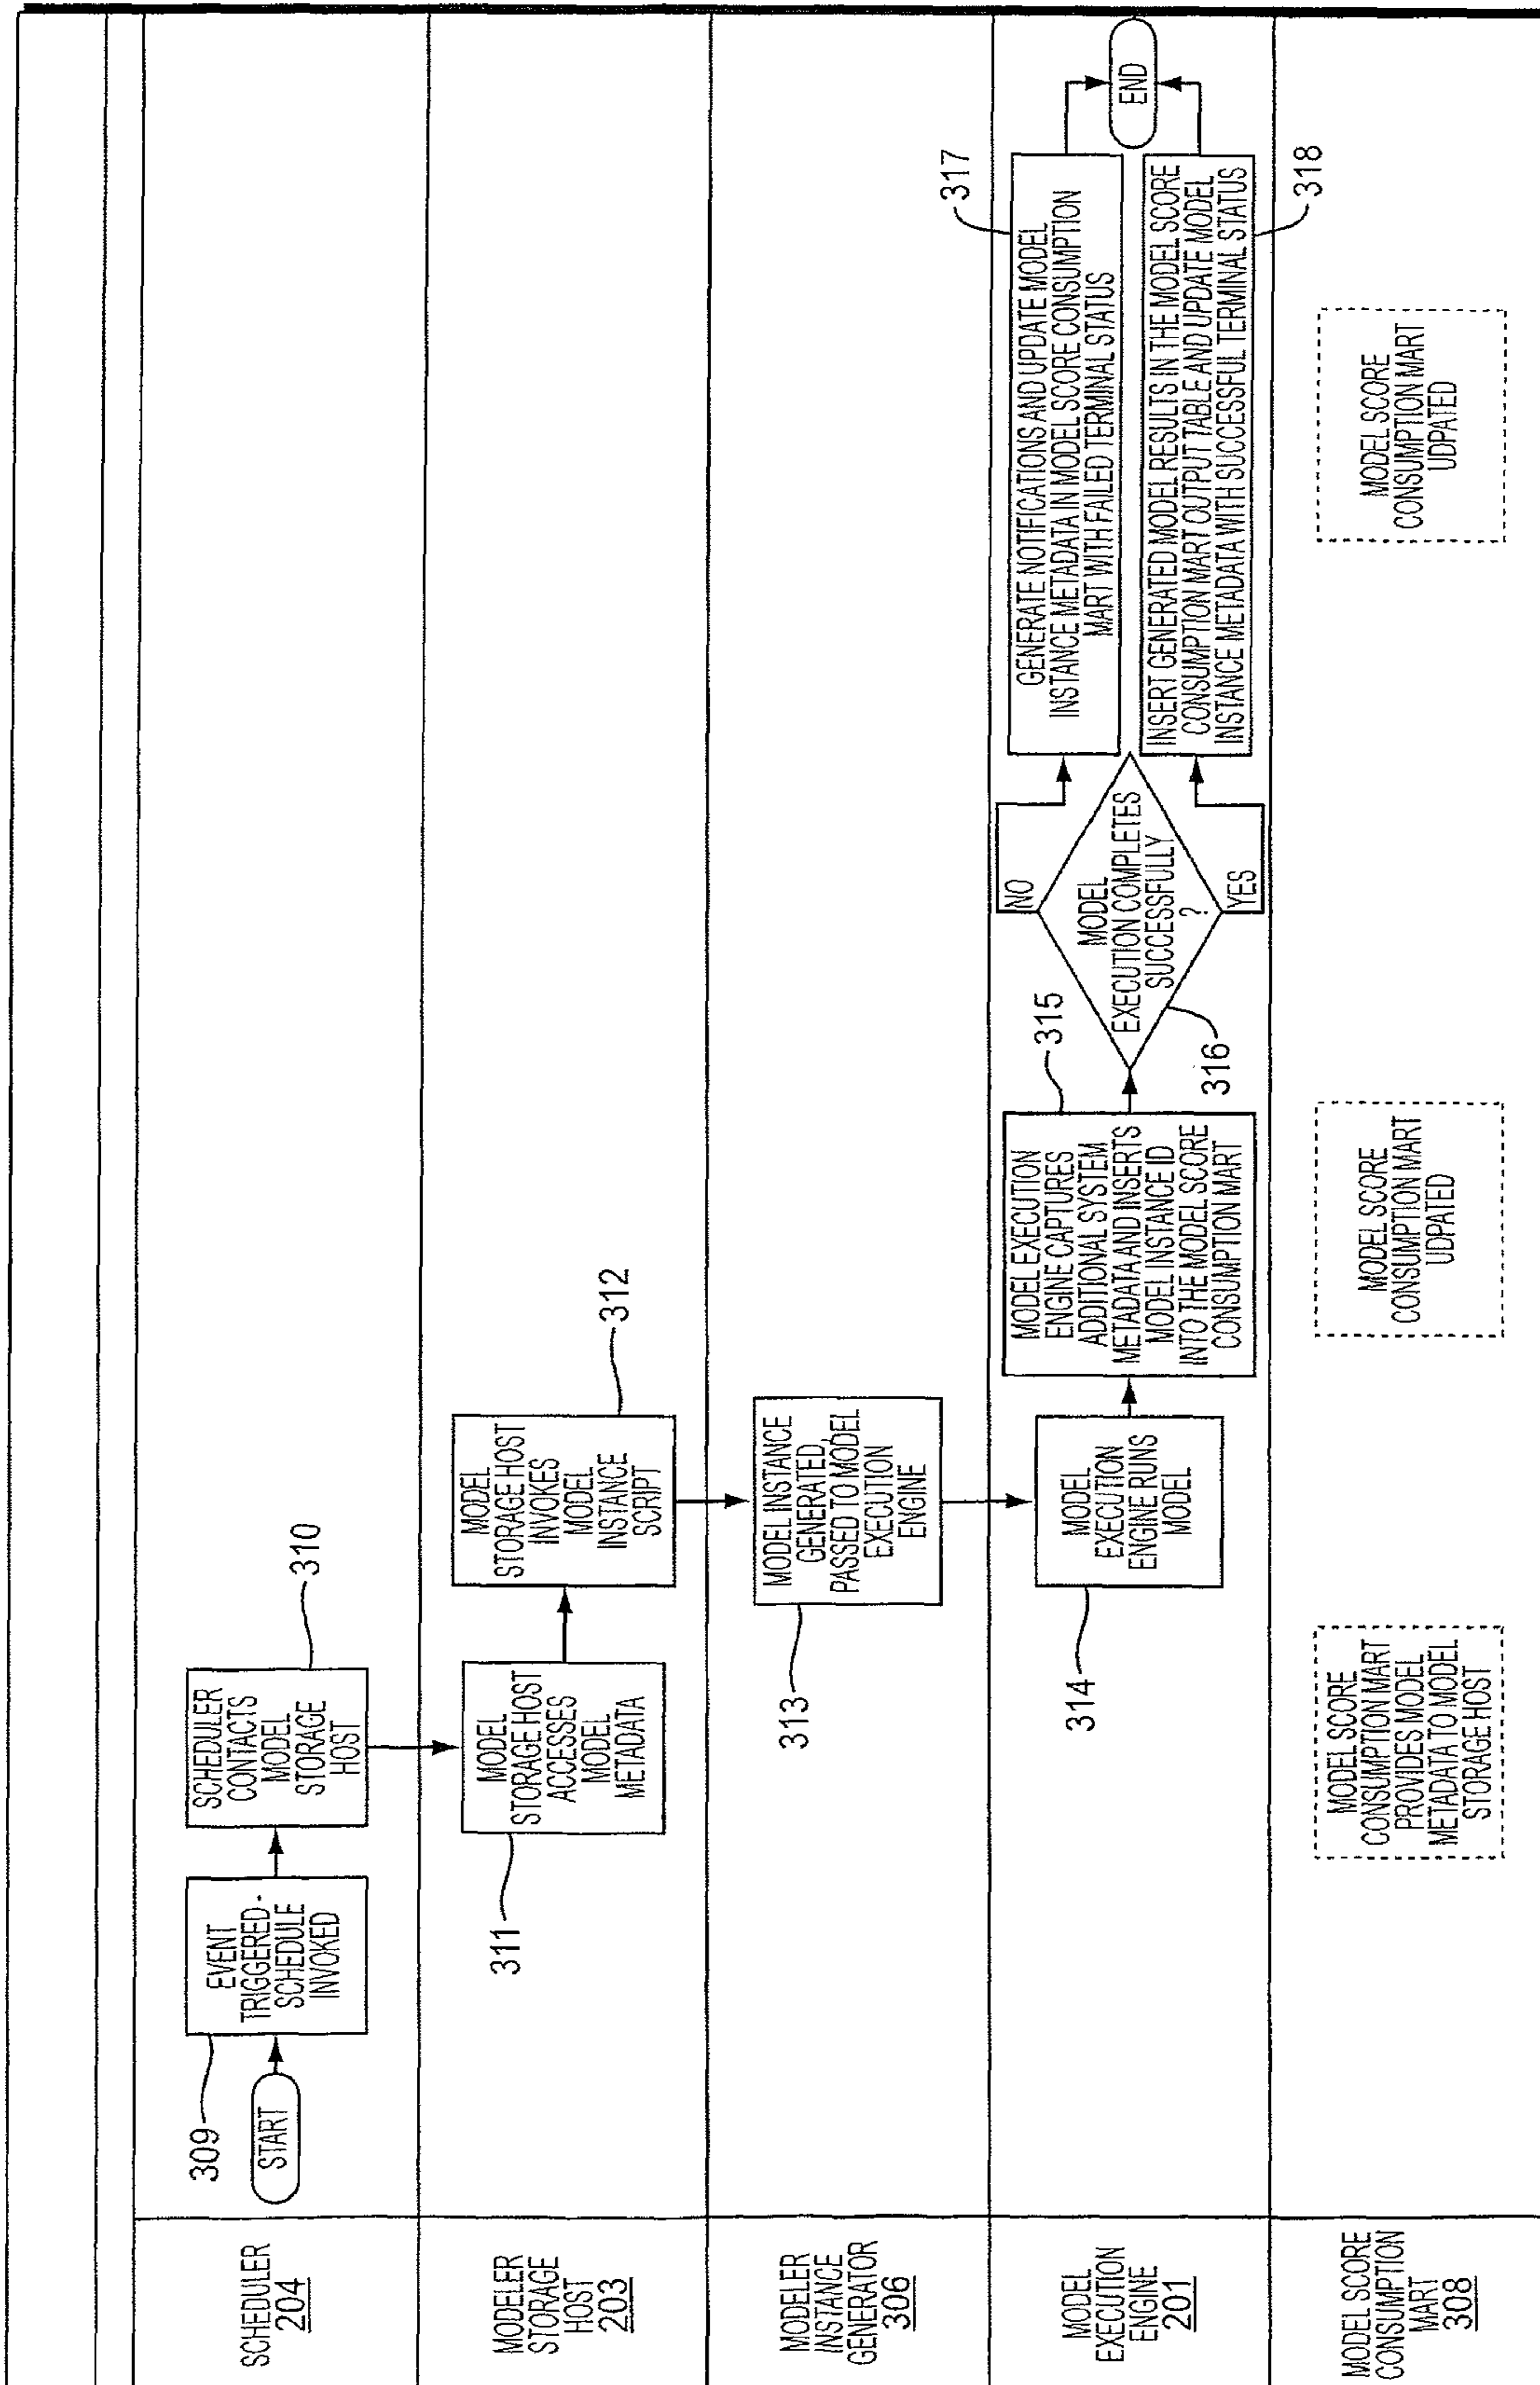 SCHEDULER
204
START
309
EVENT
TRIGGERED-
SCHEDULE
INVOKED
SCHEDULER
CONTACTS
MODEL
STORAGE
HOST
310
MODELER
STORAGE
HOST
203
311
MODEL
STORAGE HOST
ACCESSES
MODEL
METADATA
MODEL
STORAGE HOST
INVOKES
MODEL
INSTANCE
SCRIPT
312
MODELER
INSTANCE
GENERATOR
306
313
MODEL INSTANCE
GENERATED,
PASSED TO MODEL
EXECUTION
ENGINE
MODEL
EXECUTION
ENGINE
201
314
MODEL
EXECUTION
ENGINE RUNS
MODEL
MODEL EXECUTION
ENGINE CAPTURES
ADDITIONAL SYSTEM
METADATA AND INSERTS
MODEL INSTANCE ID
INTO THE MODEL SCORE
CONSUMPTION MART
315
316
MODEL
EXECUTION COMPLETES
SUCCESSFULLY
?
NO
YES
GENERATE NOTIFICATIONS AND UPDATE MODEL
INSTANCE METADATA IN MODEL SCORE CONSUMPTION
MART WITH FAILED TERMINAL STATUS
317
INSERT GENERATED MODEL RESULTS IN THE MODEL SCORE
CONSUMPTION MART OUTPUT TABLE AND UPDATE MODEL
INSTANCE METADATA WITH SUCCESSFUL TERMINAL STATUS
318
END
MODEL SCORE
CONSUMPTION
MART
308
MODEL SCORE
CONSUMPTION MART
PROVIDES MODEL
METADATA TO MODEL
STORAGE HOST
MODEL SCORE
CONSUMPTION MART
UDPATED
MODEL SCORE
CONSUMPTION MART
UDPATED